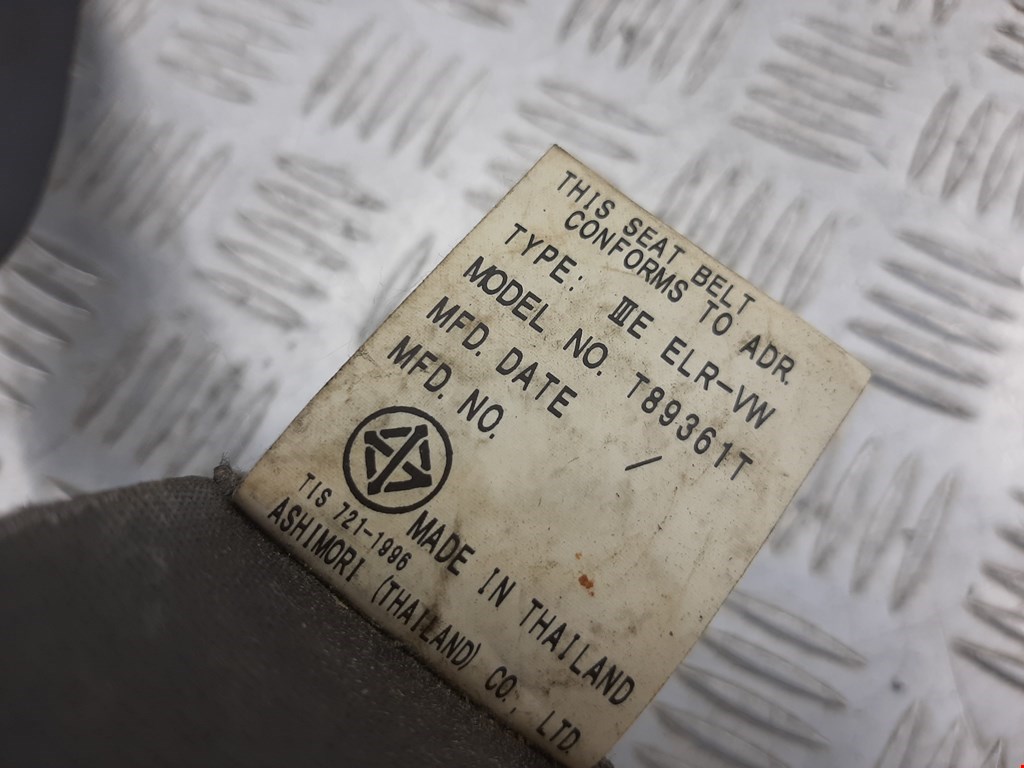 THIS SEAT BELT
CONFORMS TO ADR.
TYPE: IIIE ELR-VW
MODEL NO. T89361T
MFD. DATE /
MFD. NO.
MADE IN THAILAND
TIS 721-1996
ASHIMORI (THAILAND) CO., LTD.